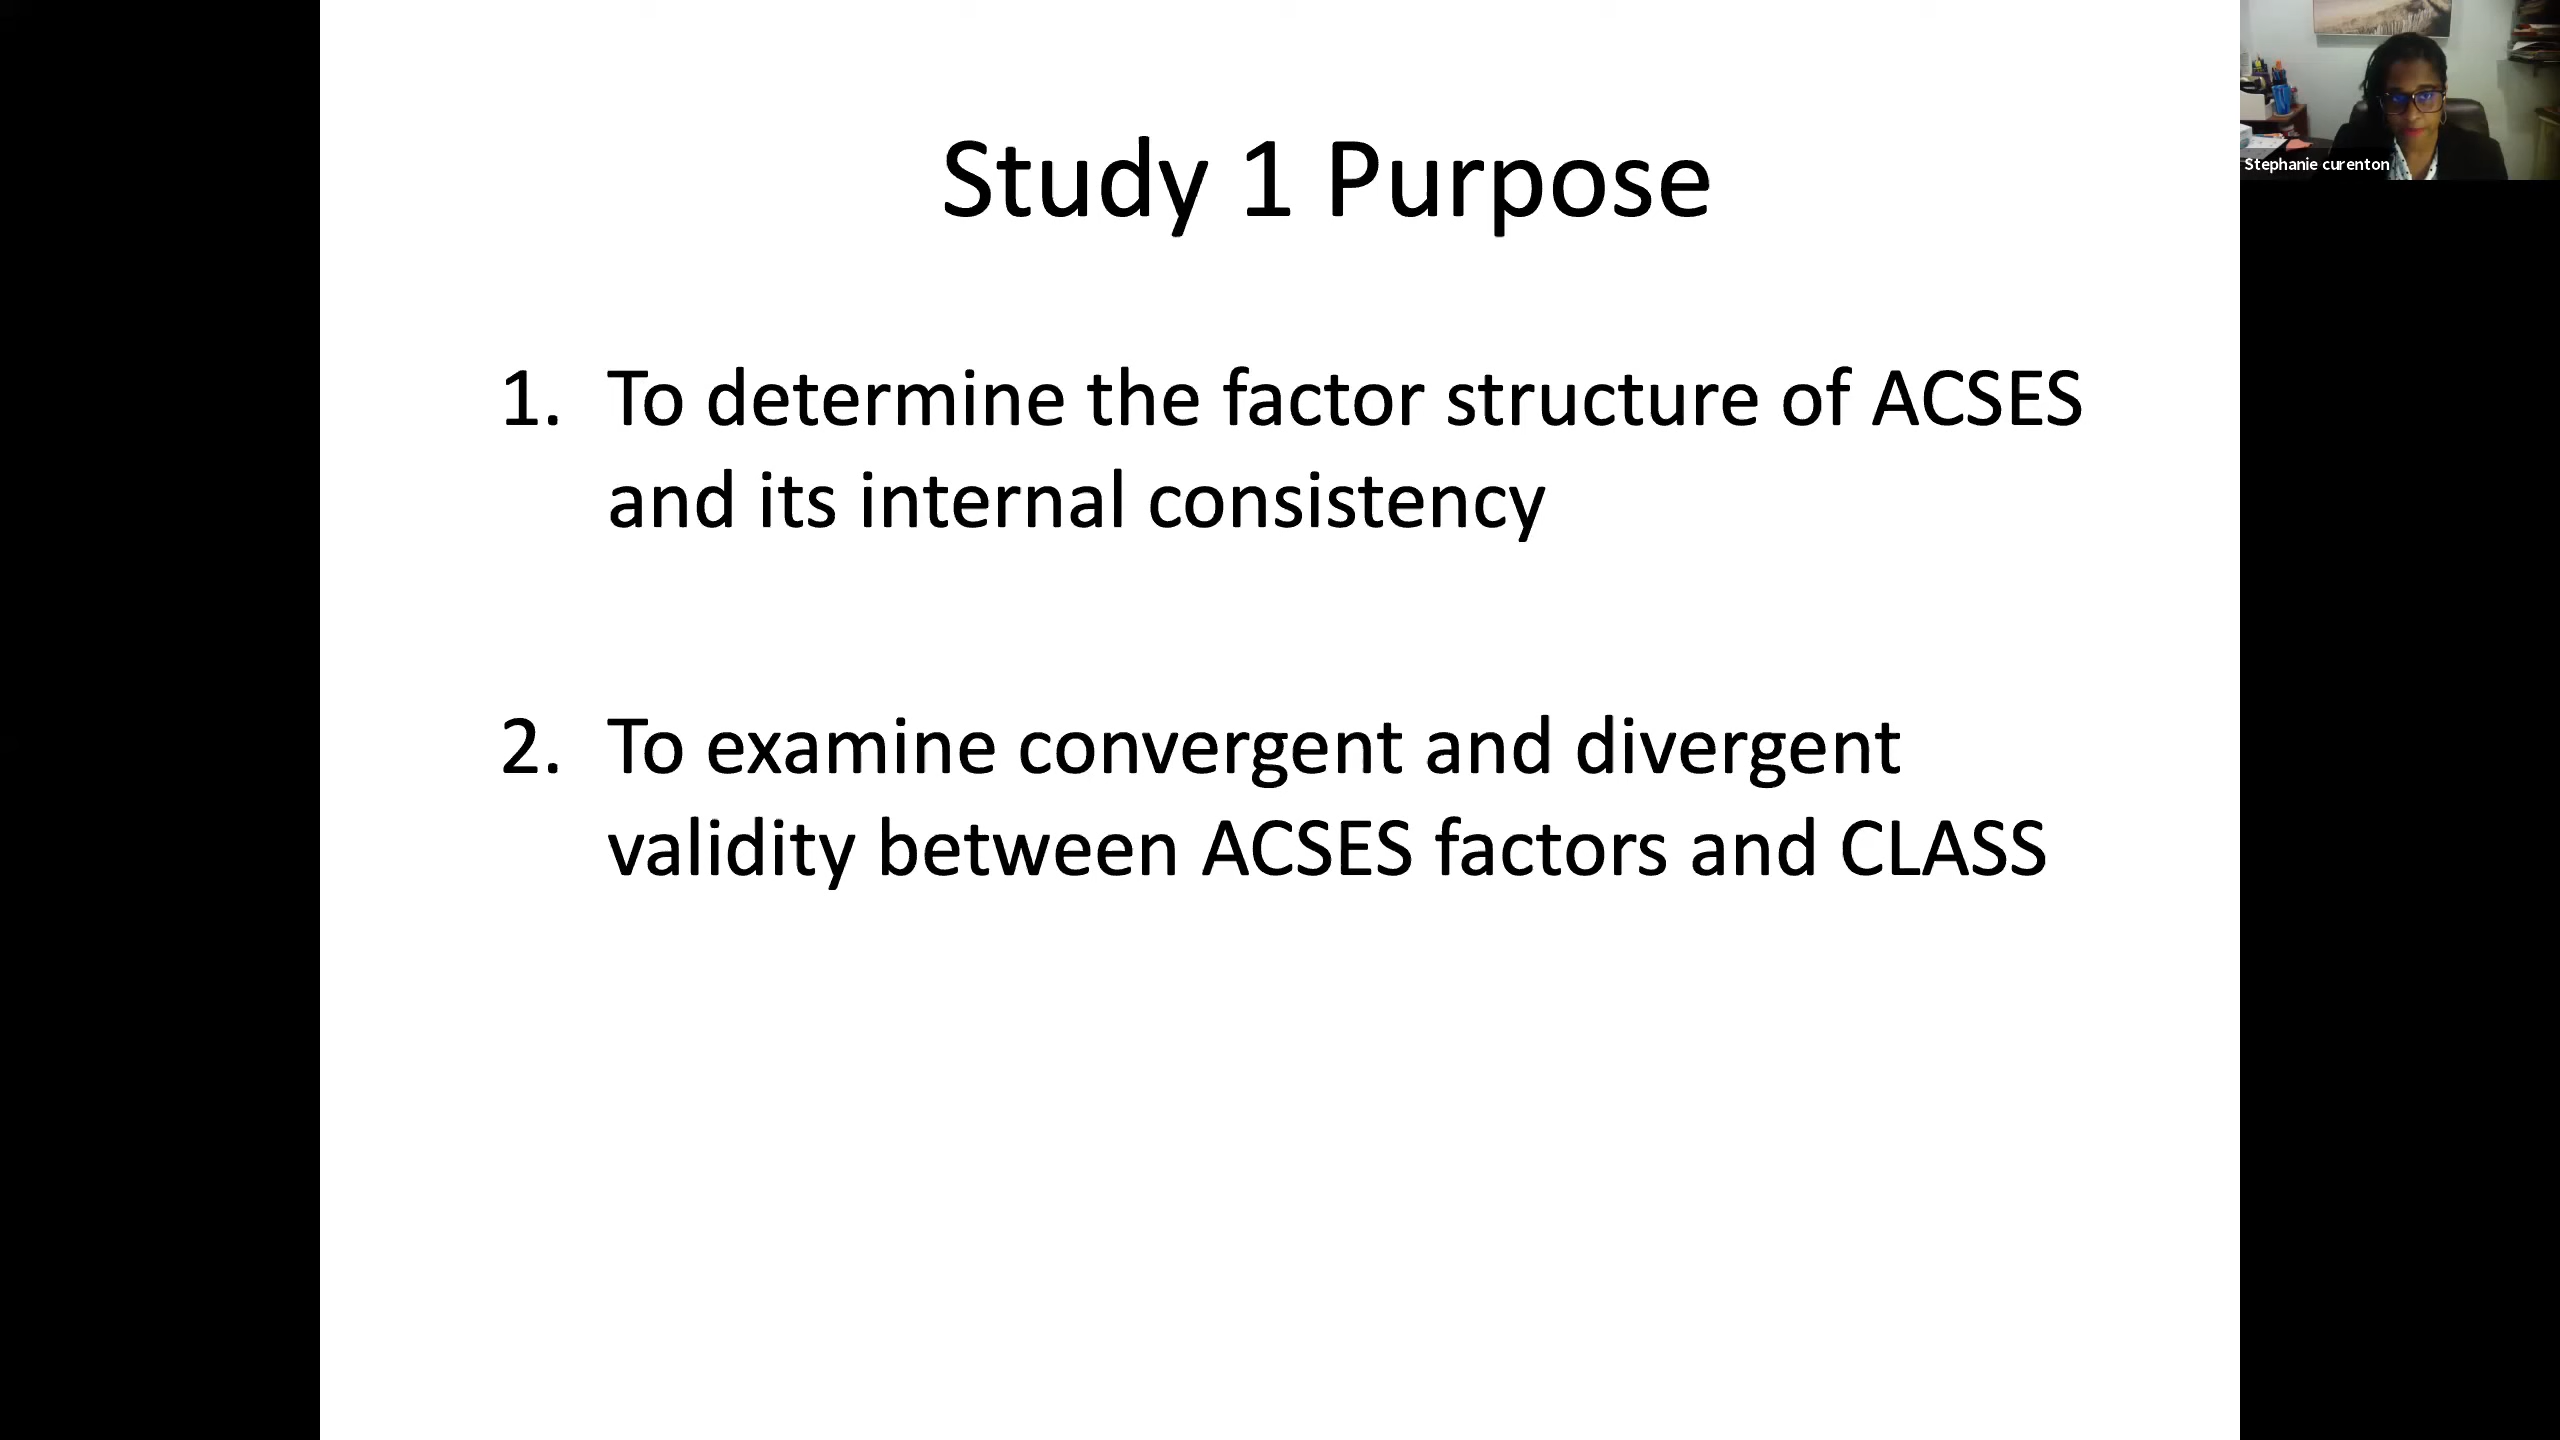 Study 1 Purpose
1. To determine the factor structure of ACSES
and its internal consistency
2. To examine convergent and divergent
validity between ACSES factors and CLASS
Stephanie curenton